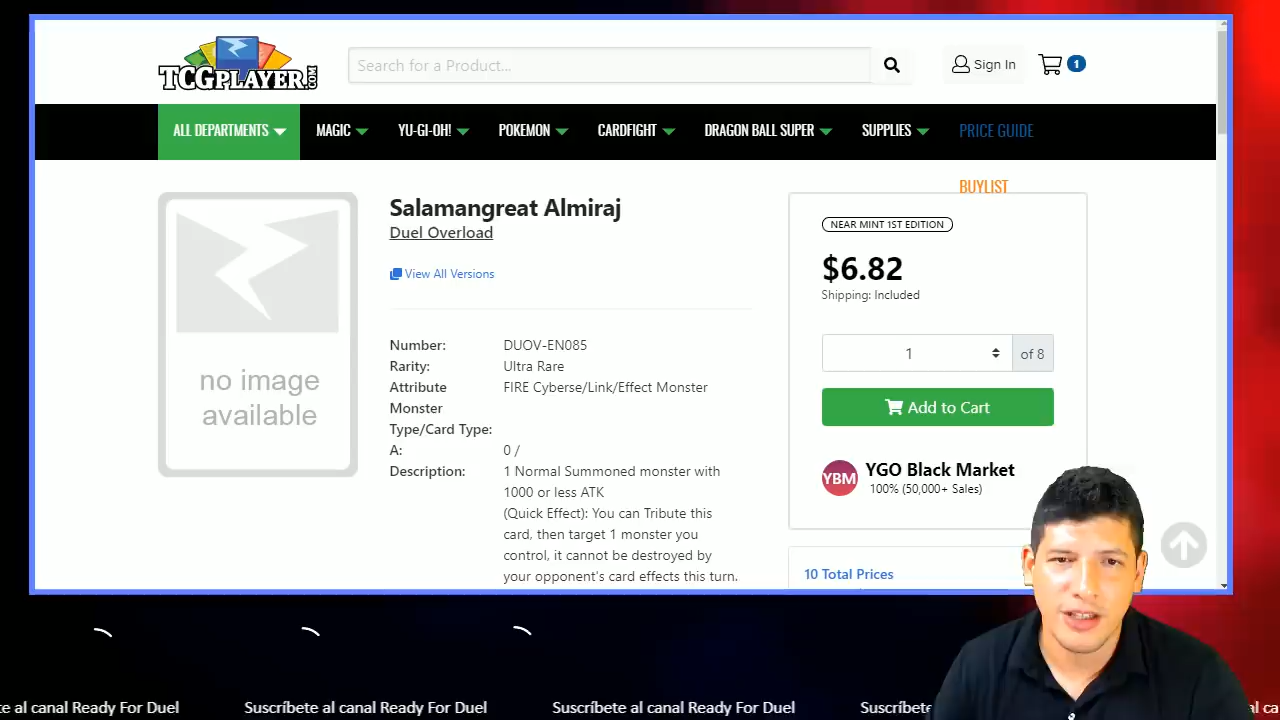 TCGPLAYER.COM
Search for a Product...
Sign In
1
ALL DEPARTMENTS
MAGIC
YU-GI-OH!
POKEMON
CARDFIGHT
DRAGON BALL SUPER
SUPPLIES
PRICE GUIDE
BUYLIST
no image
available
Salamangreat Almiraj
Duel Overload
View All Versions
Number: DUOV-EN085
Rarity: Ultra Rare
Attribute FIRE Cyberse/Link/Effect Monster
Monster
Type/Card Type:
A: 0 /
Description: 1 Normal Summoned monster with
1000 or less ATK
(Quick Effect): You can Tribute this
card, then target 1 monster you
control, it cannot be destroyed by
your opponent's card effects this turn.
NEAR MINT 1ST EDITION
$6.82
Shipping: Included
1 of 8
Add to Cart
YBM
YGO Black Market
100% (50,000+ Sales)
10 Total Prices
te al canal Ready For Duel Suscríbete al canal Ready For Duel Suscríbete al canal Ready For Duel Suscríbete al ca